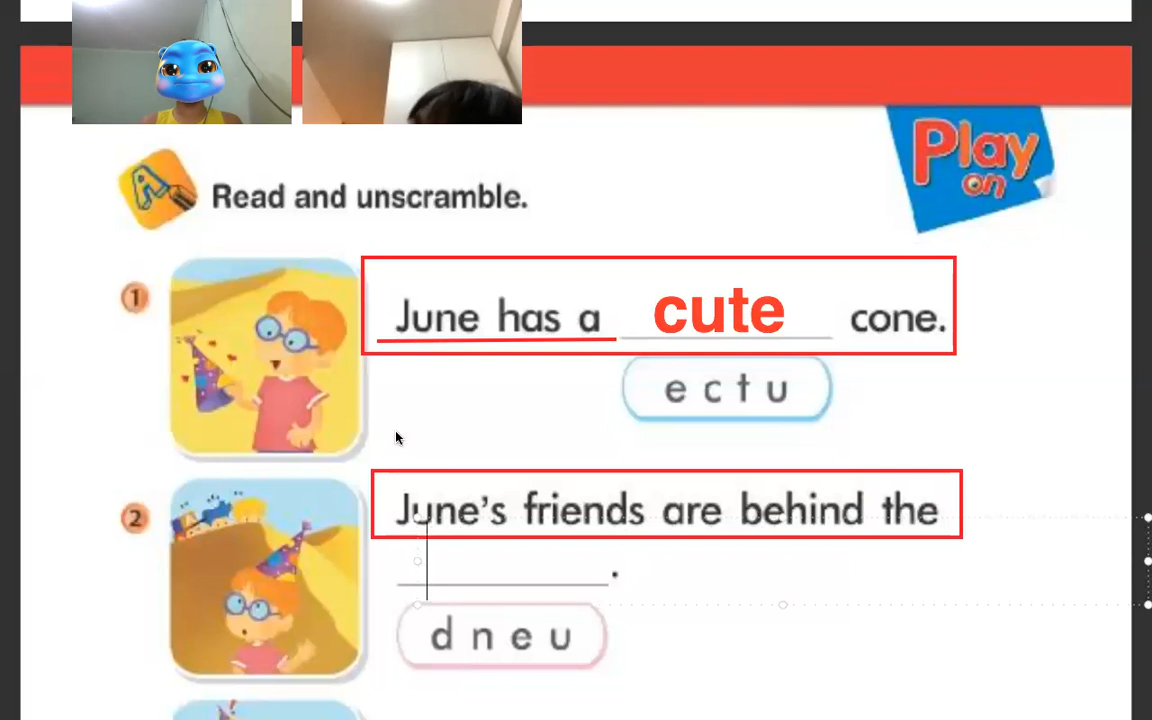 Play
on
A
Read and unscramble.
1
June has a cute cone.
e c t u
2
June's friends are behind the
.
d n e u